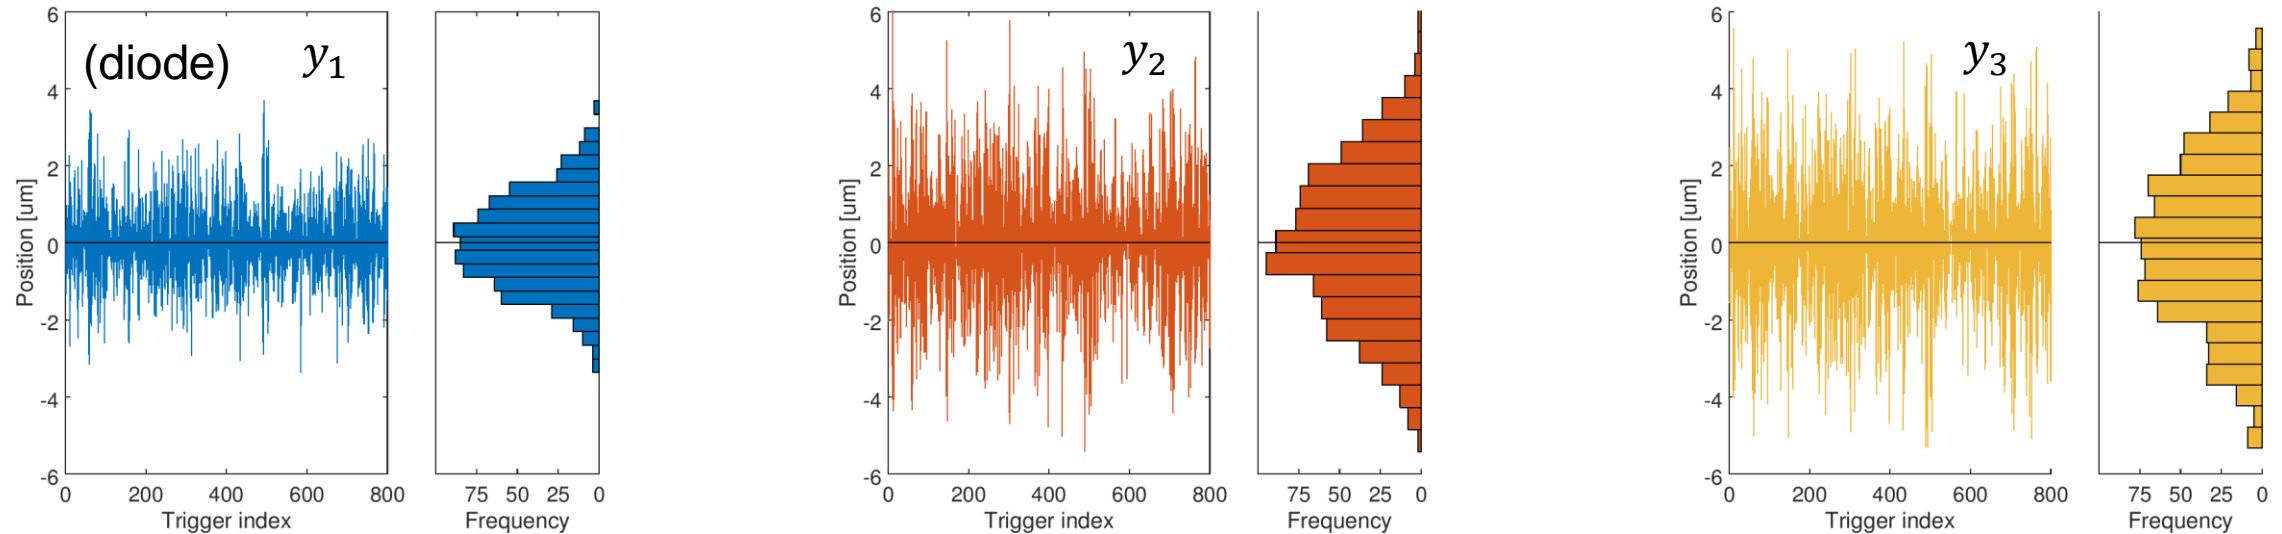 (diode) y₁
Position [um]
6
4
2
0
-2
-4
-6
0 200 400 600 800
Trigger index
75 50 25 0
Frequency
y₂
Position [um]
6
4
2
0
-2
-4
-6
0 200 400 600 800
Trigger index
75 50 25 0
Frequency
y₃
Position [um]
6
4
2
0
-2
-4
-6
0 200 400 600 800
Trigger index
75 50 25 0
Frequency